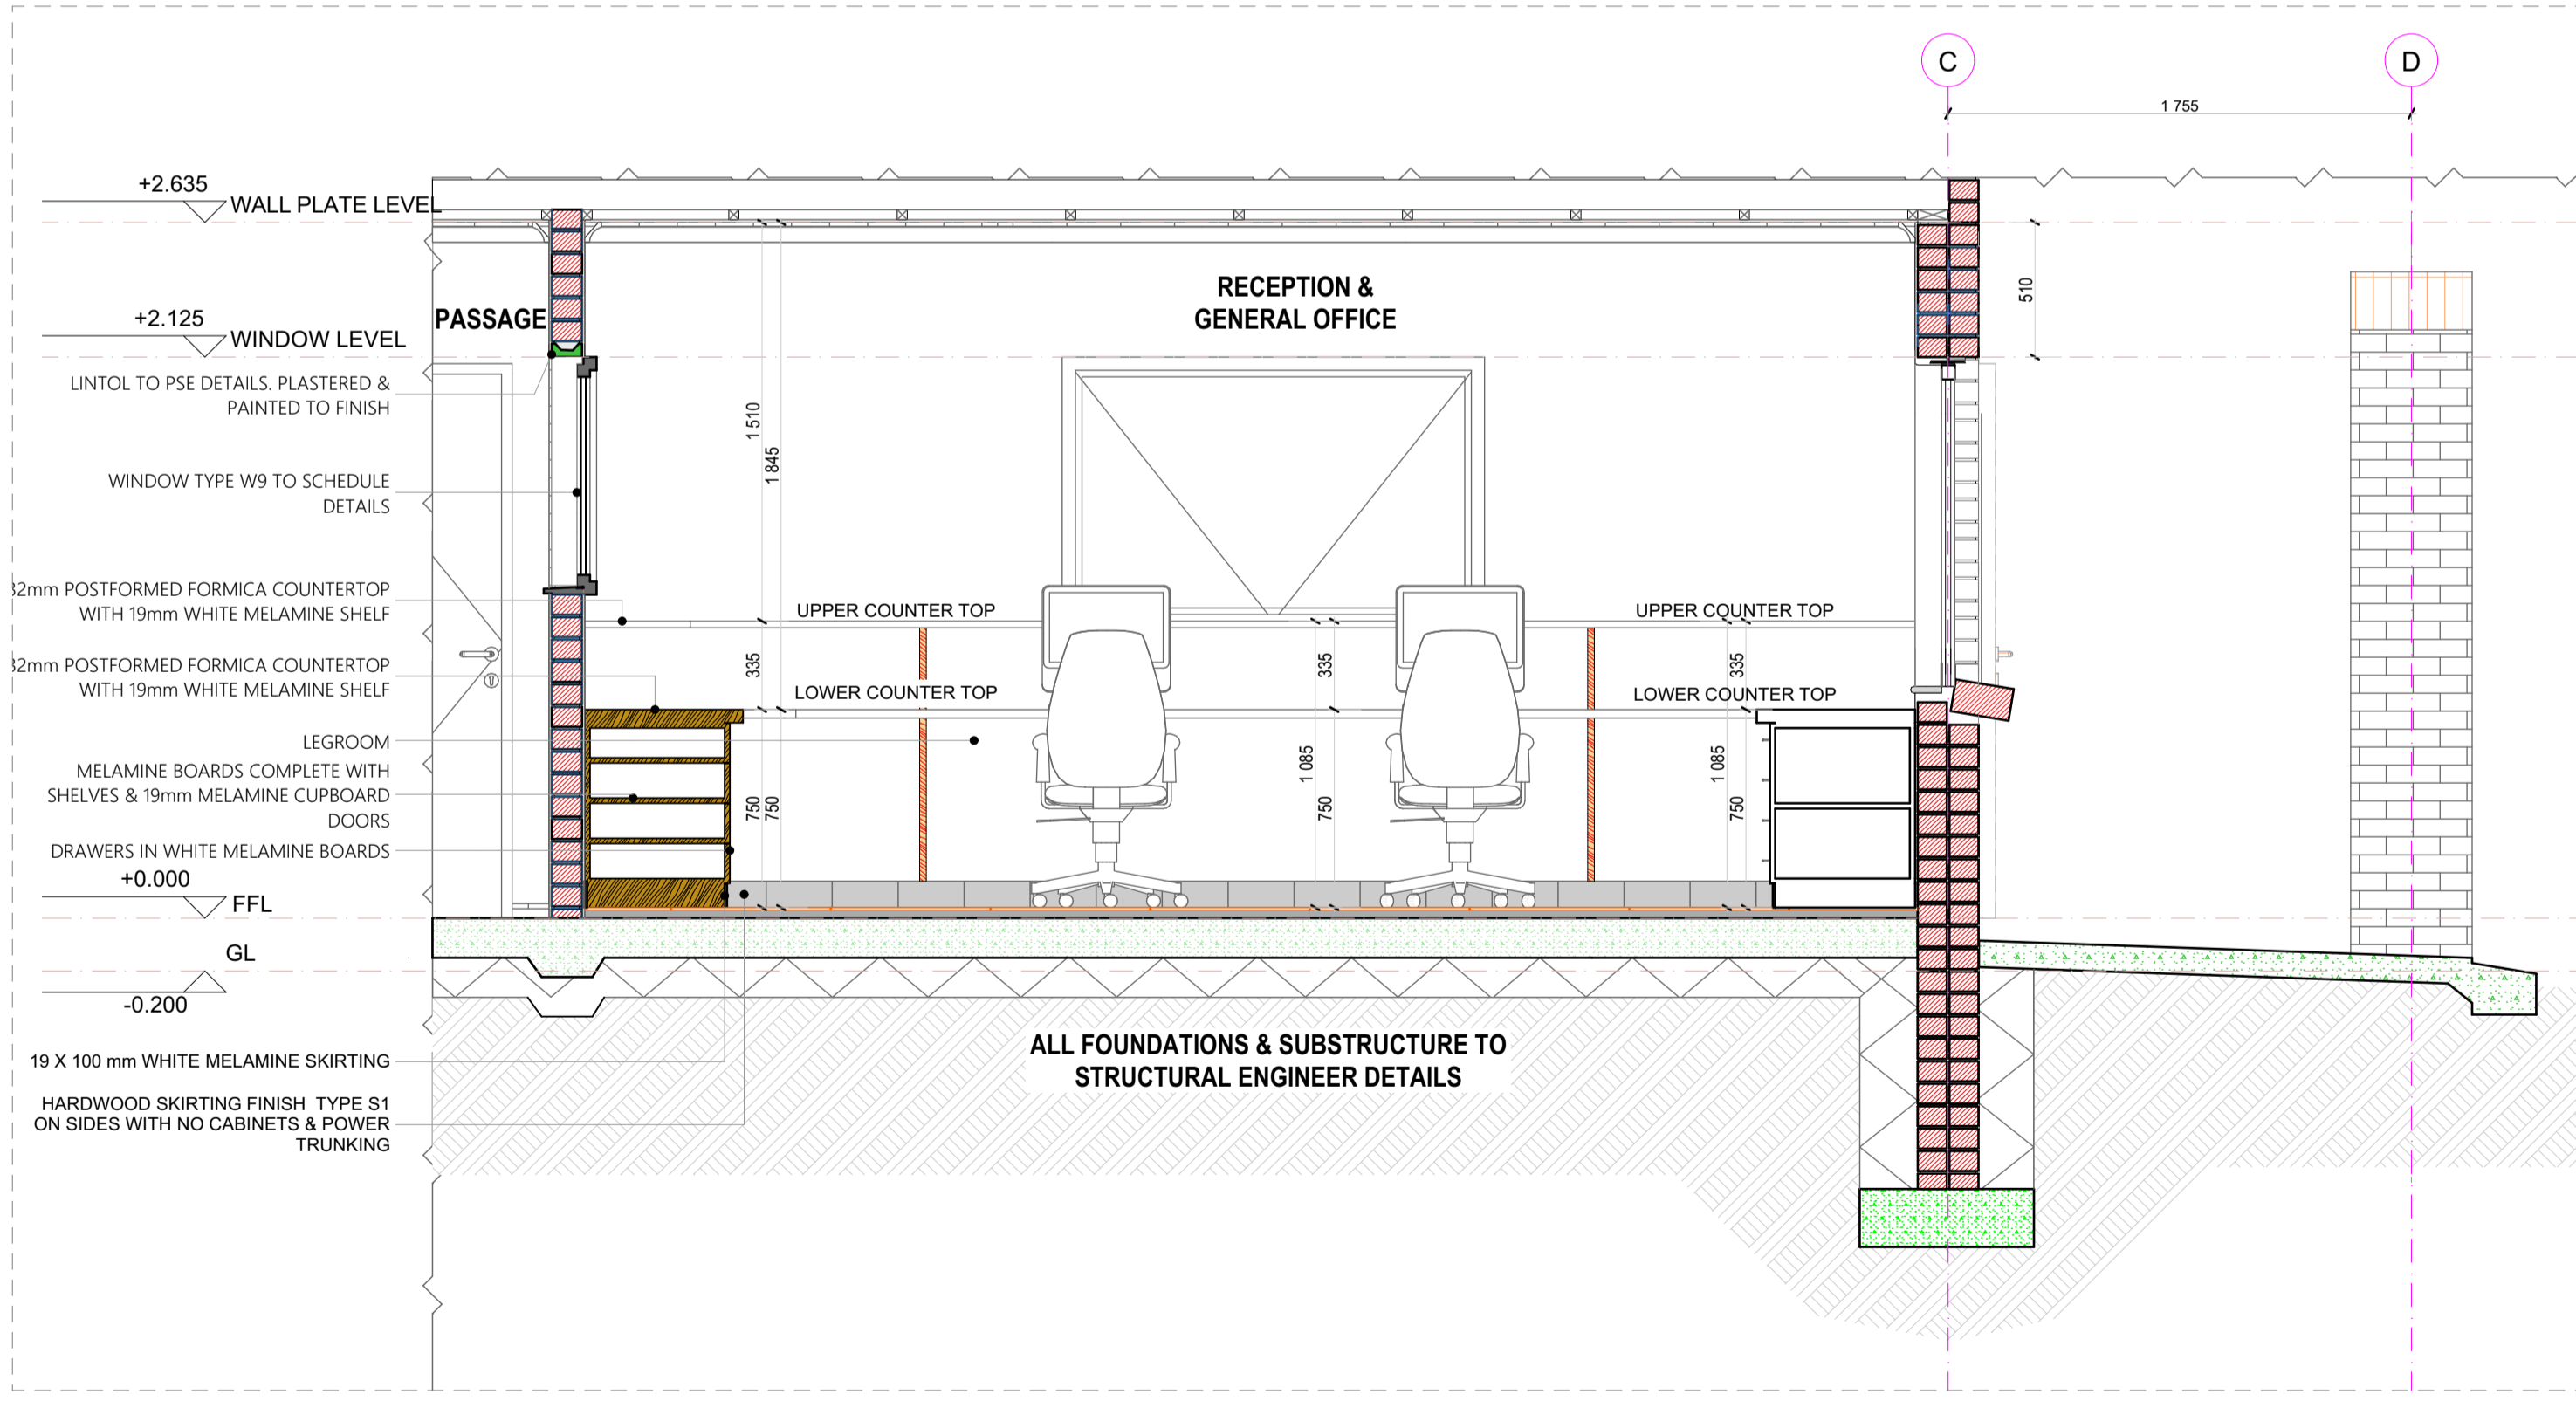 C
D
1 755
+2.635
WALL PLATE LEVEL
RECEPTION &
GENERAL OFFICE
510
+2.125
PASSAGE
WINDOW LEVEL
LINTOL TO PSE DETAILS. PLASTERED &
PAINTED TO FINISH
1 510
1 845
WINDOW TYPE W9 TO SCHEDULE
DETAILS
32mm POSTFORMED FORMICA COUNTERTOP
WITH 19mm WHITE MELAMINE SHELF
UPPER COUNTER TOP
UPPER COUNTER TOP
32mm POSTFORMED FORMICA COUNTERTOP
WITH 19mm WHITE MELAMINE SHELF
335
335
335
LOWER COUNTER TOP
LOWER COUNTER TOP
LEGROOM
MELAMINE BOARDS COMPLETE WITH
SHELVES & 19mm MELAMINE CUPBOARD
DOORS
1 085
1 085
750
750
750
750
DRAWERS IN WHITE MELAMINE BOARDS
+0.000
FFL
GL
-0.200
ALL FOUNDATIONS & SUBSTRUCTURE TO
STRUCTURAL ENGINEER DETAILS
19 X 100 mm WHITE MELAMINE SKIRTING
HARDWOOD SKIRTING FINISH TYPE S1
ON SIDES WITH NO CABINETS & POWER
TRUNKING